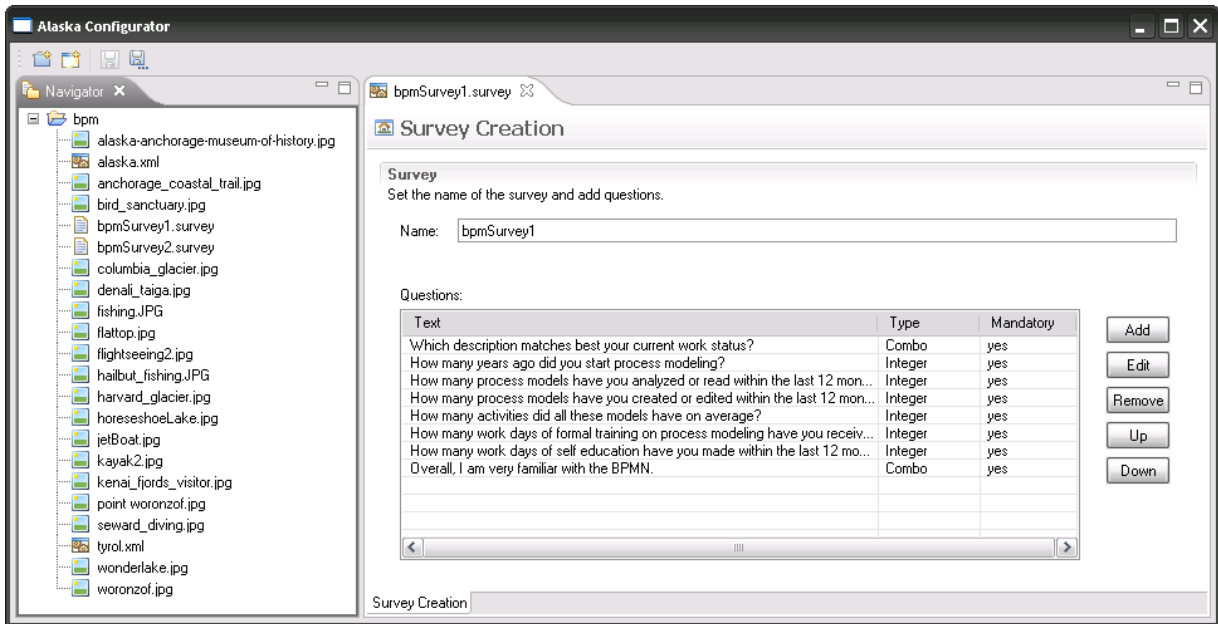 Alaska Configurator
Navigator
bpm
alaska-anchorage-museum-of-history.jpg
alaska.xml
anchorage_coastal_trail.jpg
bird_sanctuary.jpg
bpmSurvey1.survey
bpmSurvey2.survey
columbia_glacier.jpg
denali_taiga.jpg
fishing.JPG
flattop.jpg
flightseeing2.jpg
hailbut_fishing.JPG
harvard_glacier.jpg
horeseshoeLake.jpg
jetBoat.jpg
kayak2.jpg
kenai_fjords_visitor.jpg
point woronzof.jpg
seward_diving.jpg
tyrol.xml
wonderlake.jpg
woronzof.jpg
bpmSurvey1.survey
Survey Creation
Survey
Set the name of the survey and add questions.
Name: bpmSurvey1
Questions:
Text Type Mandatory
Which description matches best your current work status? Combo yes
How many years ago did you start process modeling? Integer yes
How many process models have you analyzed or read within the last 12 mon... Integer yes
How many process models have you created or edited within the last 12 mon... Integer yes
How many activities did all these models have on average? Integer yes
How many work days of formal training on process modeling have you receiv... Integer yes
How many work days of self education have you made within the last 12 mo... Integer yes
Overall, I am very familiar with the BPMN. Combo yes
Add
Edit
Remove
Up
Down
Survey Creation